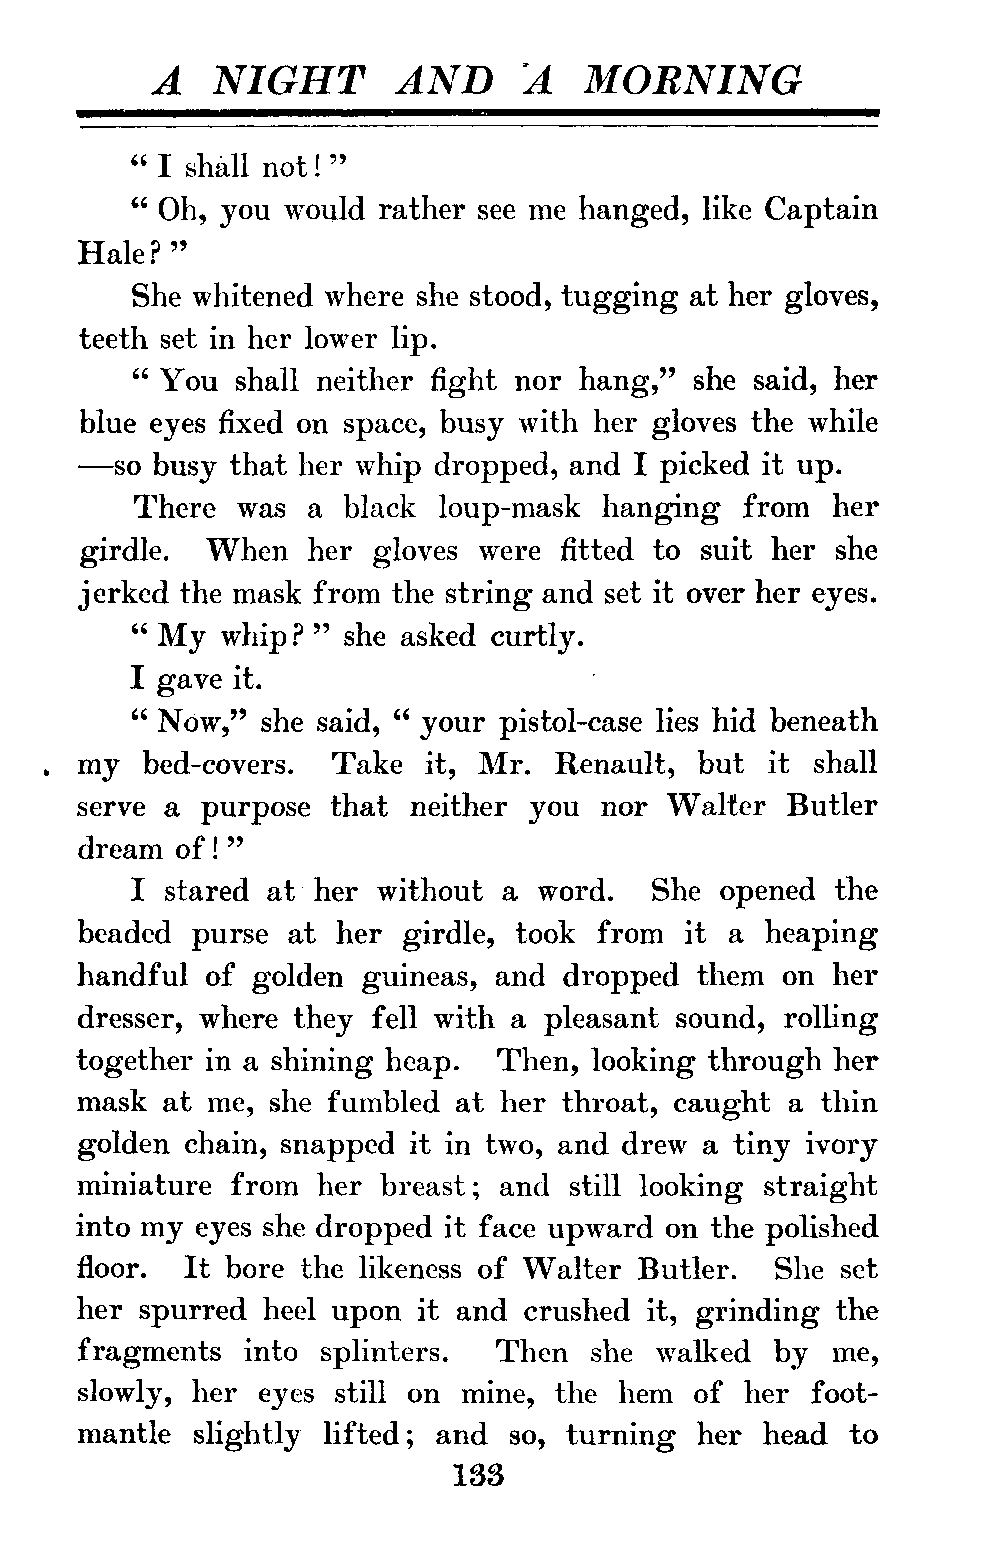 A NIGHT AND A MORNING
“ I shall not! ”
“ Oh, you would rather see me hanged, like Captain
Hale? ”
She whitened where she stood, tugging at her gloves,
teeth set in her lower lip.
“ You shall neither fight nor hang,” she said, her
blue eyes fixed on space, busy with her gloves the while
—so busy that her whip dropped, and I picked it up.
There was a black loup-mask hanging from her
girdle. When her gloves were fitted to suit her she
jerked the mask from the string and set it over her eyes.
“ My whip? ” she asked curtly.
I gave it.
“ Now,” she said, “ your pistol-case lies hid beneath
my bed-covers. Take it, Mr. Renault, but it shall
serve a purpose that neither you nor Walter Butler
dream of! ”
I stared at her without a word. She opened the
beaded purse at her girdle, took from it a heaping
handful of golden guineas, and dropped them on her
dresser, where they fell with a pleasant sound, rolling
together in a shining heap. Then, looking through her
mask at me, she fumbled at her throat, caught a thin
golden chain, snapped it in two, and drew a tiny ivory
miniature from her breast; and still looking straight
into my eyes she dropped it face upward on the polished
floor. It bore the likeness of Walter Butler. She set
her spurred heel upon it and crushed it, grinding the
fragments into splinters. Then she walked by me,
slowly, her eyes still on mine, the hem of her foot-
mantle slightly lifted; and so, turning her head to
133